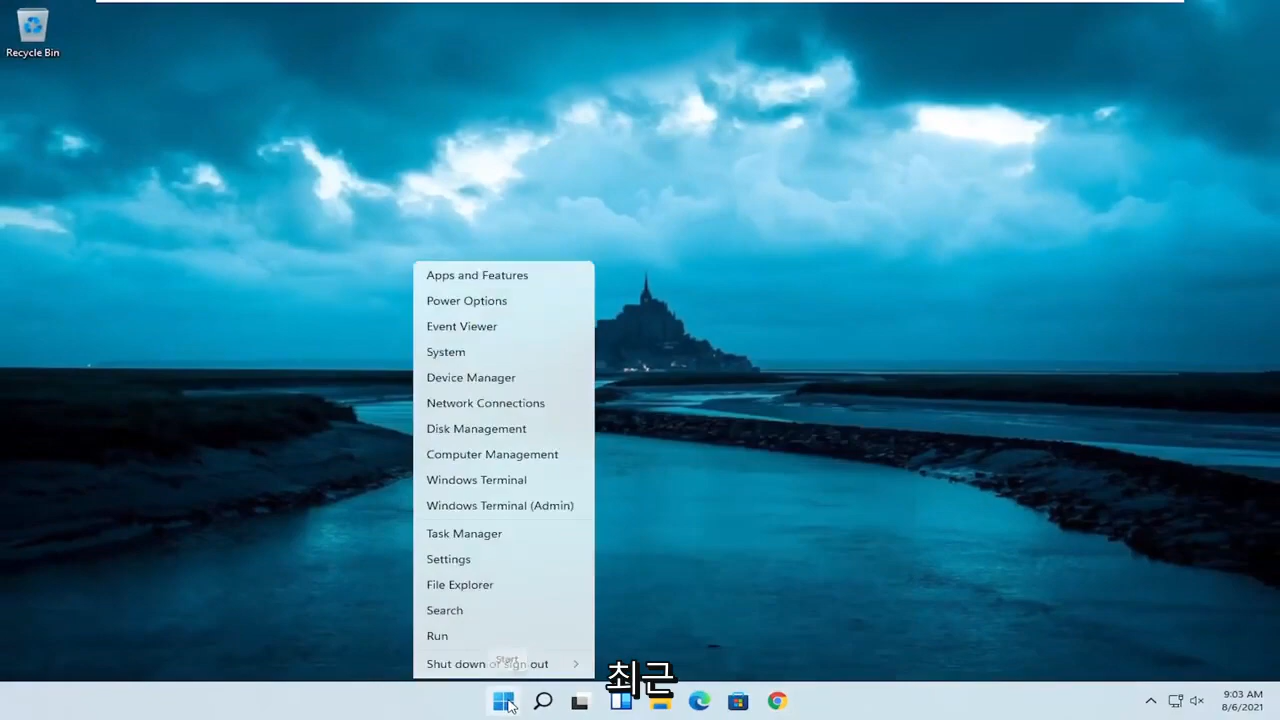 Recycle Bin
Apps and Features
Power Options
Event Viewer
System
Device Manager
Network Connections
Disk Management
Computer Management
Windows Terminal
Windows Terminal (Admin)
Task Manager
Settings
File Explorer
Search
Run
Shut down or sign out
Start
최근
9:03 AM
8/6/2021